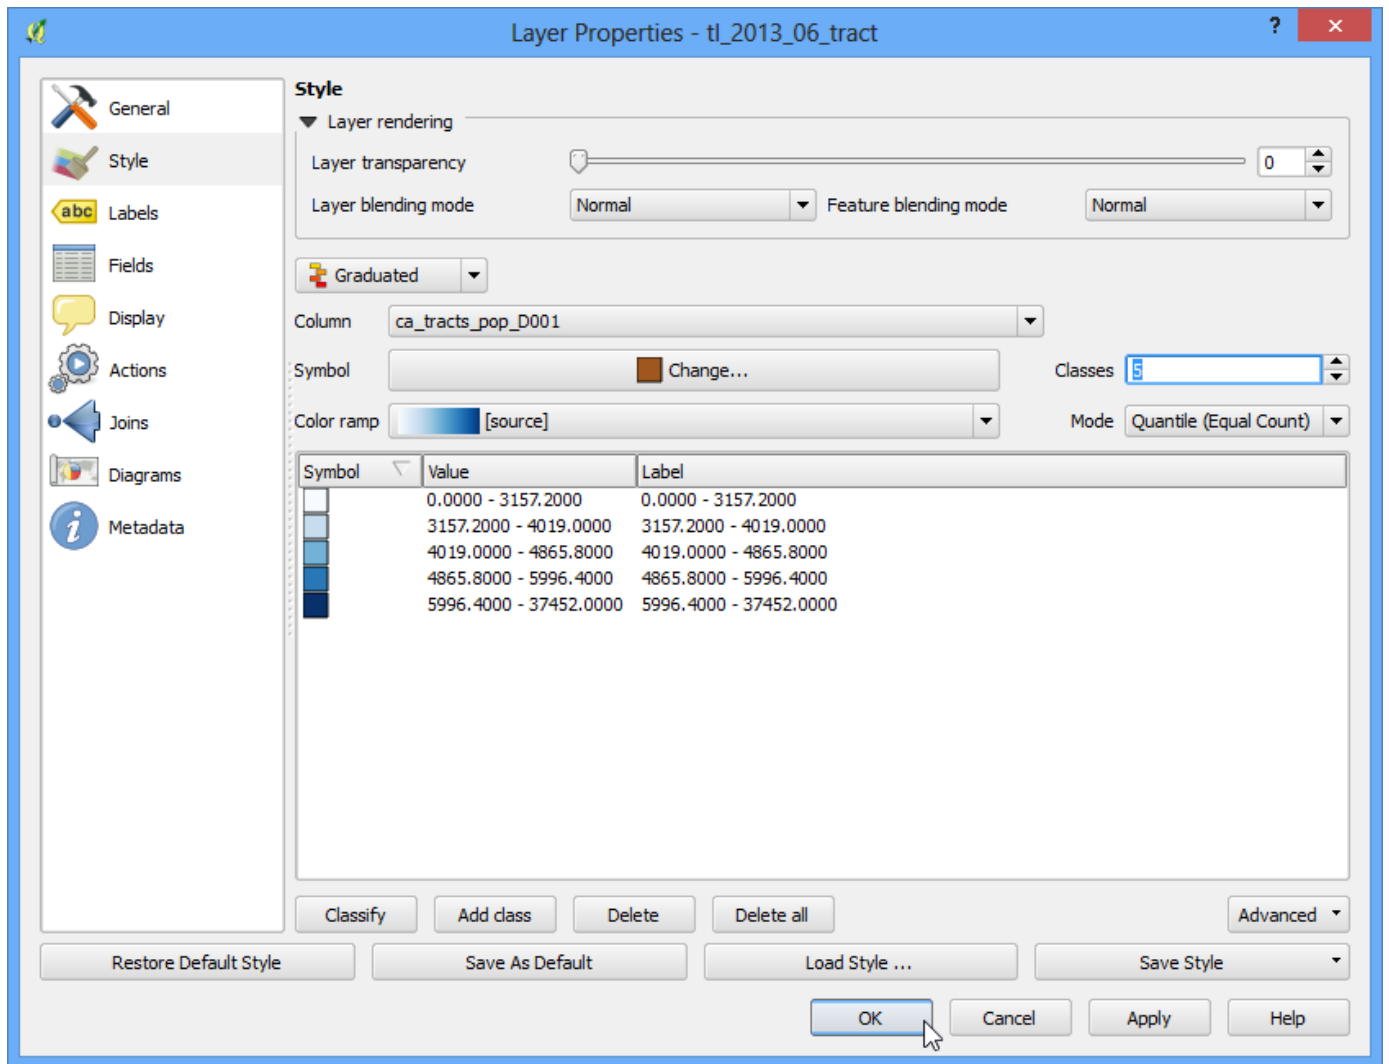 Layer Properties - tl_2013_06_tract
?
General
Style
Labels
Fields
Display
Actions
Joins
Diagrams
Metadata
abc
Style
Layer rendering
Layer transparency
0
Layer blending mode Normal Feature blending mode Normal
Graduated
Column ca_tracts_pop_D001
Symbol Change... Classes 5
Color ramp [source] Mode Quantile (Equal Count)
Symbol Value Label
0.0000 - 3157.2000 0.0000 - 3157.2000
3157.2000 - 4019.0000 3157.2000 - 4019.0000
4019.0000 - 4865.8000 4019.0000 - 4865.8000
4865.8000 - 5996.4000 4865.8000 - 5996.4000
5996.4000 - 37452.0000 5996.4000 - 37452.0000
Classify Add class Delete Delete all Advanced
Restore Default Style Save As Default Load Style ... Save Style
OK Cancel Apply Help